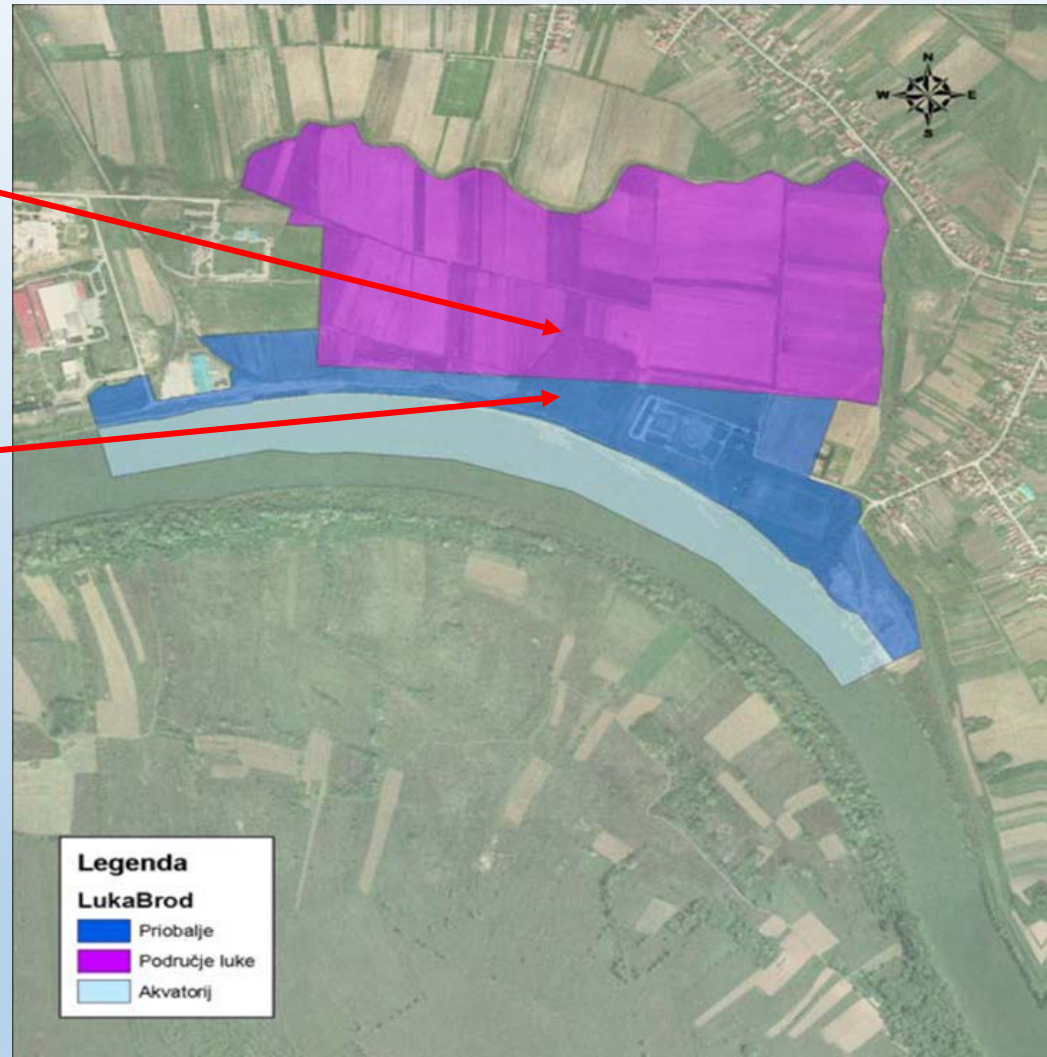 N
W E
S
Legenda
LukaBrod
Priobalje
Područje luke
Akvatorij